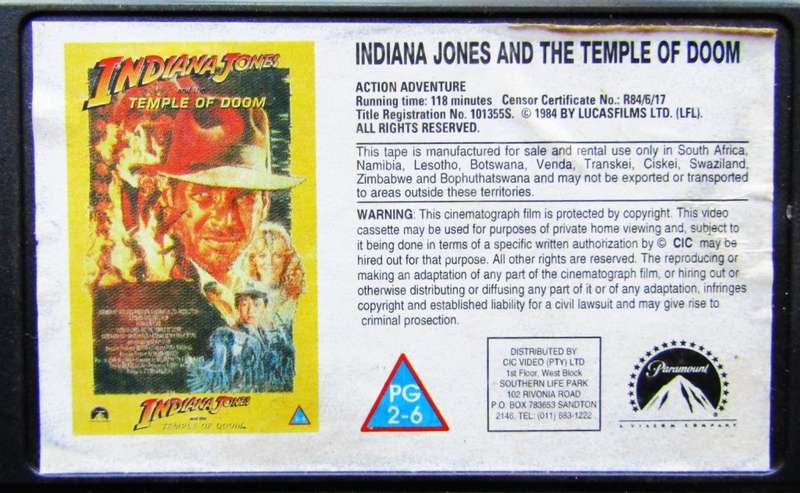 INDIANA JONES
and the
TEMPLE OF DOOM
INDIANA JONES
and the
TEMPLE OF DOOM
INDIANA JONES AND THE TEMPLE OF DOOM
ACTION ADVENTURE
Running time: 118 minutes Censor Certificate No.: R84/6/17
Title Registration No. 101355S. © 1984 BY LUCASFILMS LTD. (LFL).
ALL RIGHTS RESERVED.
This tape is manufactured for sale and rental use only in South Africa,
Namibia, Lesotho, Botswana, Venda, Transkei, Ciskei, Swaziland,
Zimbabwe and Bophuthatswana and may not be exported or transported
to areas outside these territories.
WARNING: This cinematograph film is protected by copyright. This video
cassette may be used for purposes of private home viewing and, subject to
it being done in terms of a specific written authorization by © CIC may be
hired out for that purpose. All other rights are reserved. The reproducing or
making an adaptation of any part of the cinematograph film, or hiring out or
otherwise distributing or diffusing any part of it or of any adaptation, infringes
copyright and established liability for a civil lawsuit and may give rise to
criminal prosection.
PG
2-6
DISTRIBUTED BY
CIC VIDEO (PTY) LTD
1st Floor, West Block
SOUTHERN LIFE PARK
102 RIVONIA ROAD
P.O. BOX 783653 SANDTON
2146. TEL: (011) 883-1222
Paramount
A VIACOM COMPANY